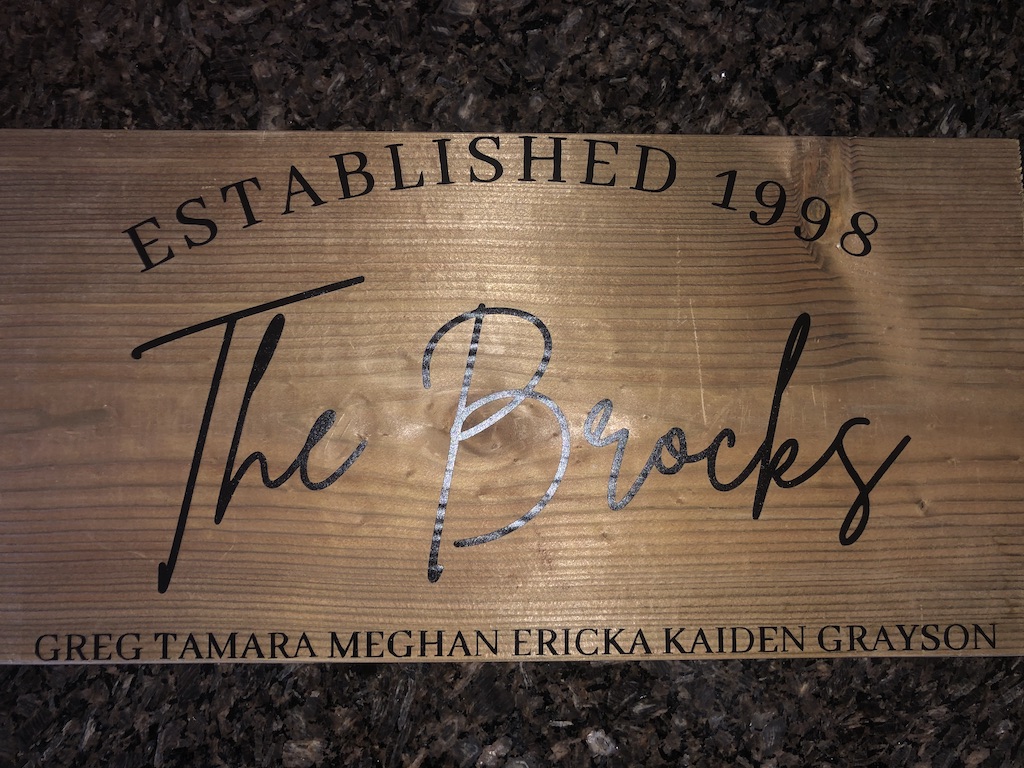 ESTABLISHED 1998
The Brocks
GREG TAMARA MEGHAN ERICKA KAIDEN GRAYSON